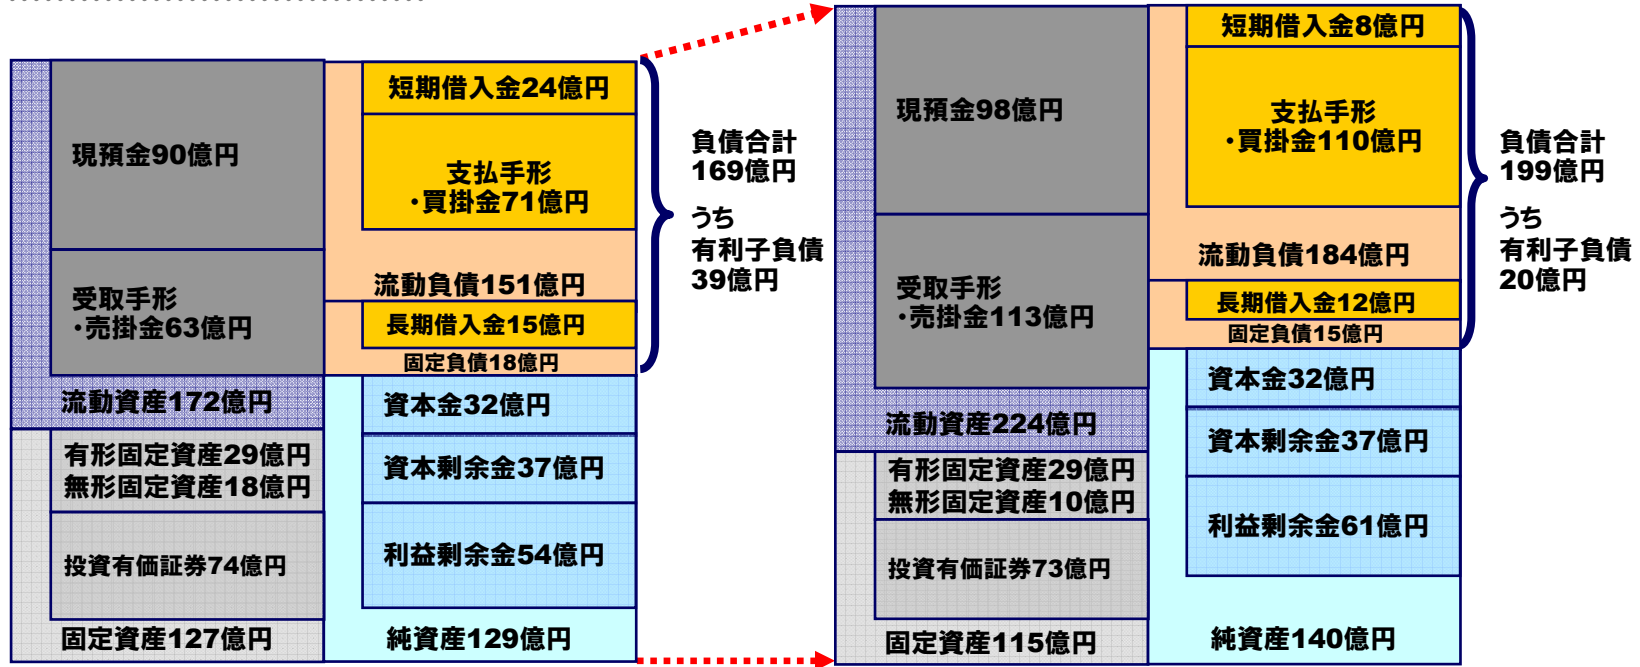 現預金90億円
受取手形
・売掛金63億円
流動資産172億円
有形固定資産29億円
無形固定資産18億円
投資有価証券74億円
固定資産127億円
短期借入金24億円
支払手形
・買掛金71億円
流動負債151億円
長期借入金15億円
固定負債18億円
資本金32億円
資本剰余金37億円
利益剰余金54億円
純資産129億円
負債合計
169億円
うち
有利子負債
39億円
現預金98億円
受取手形
・売掛金113億円
流動資産224億円
有形固定資産29億円
無形固定資産10億円
投資有価証券73億円
固定資産115億円
短期借入金8億円
支払手形
・買掛金110億円
流動負債184億円
長期借入金12億円
固定負債15億円
資本金32億円
資本剰余金37億円
利益剰余金61億円
純資産140億円
負債合計
199億円
うち
有利子負債
20億円